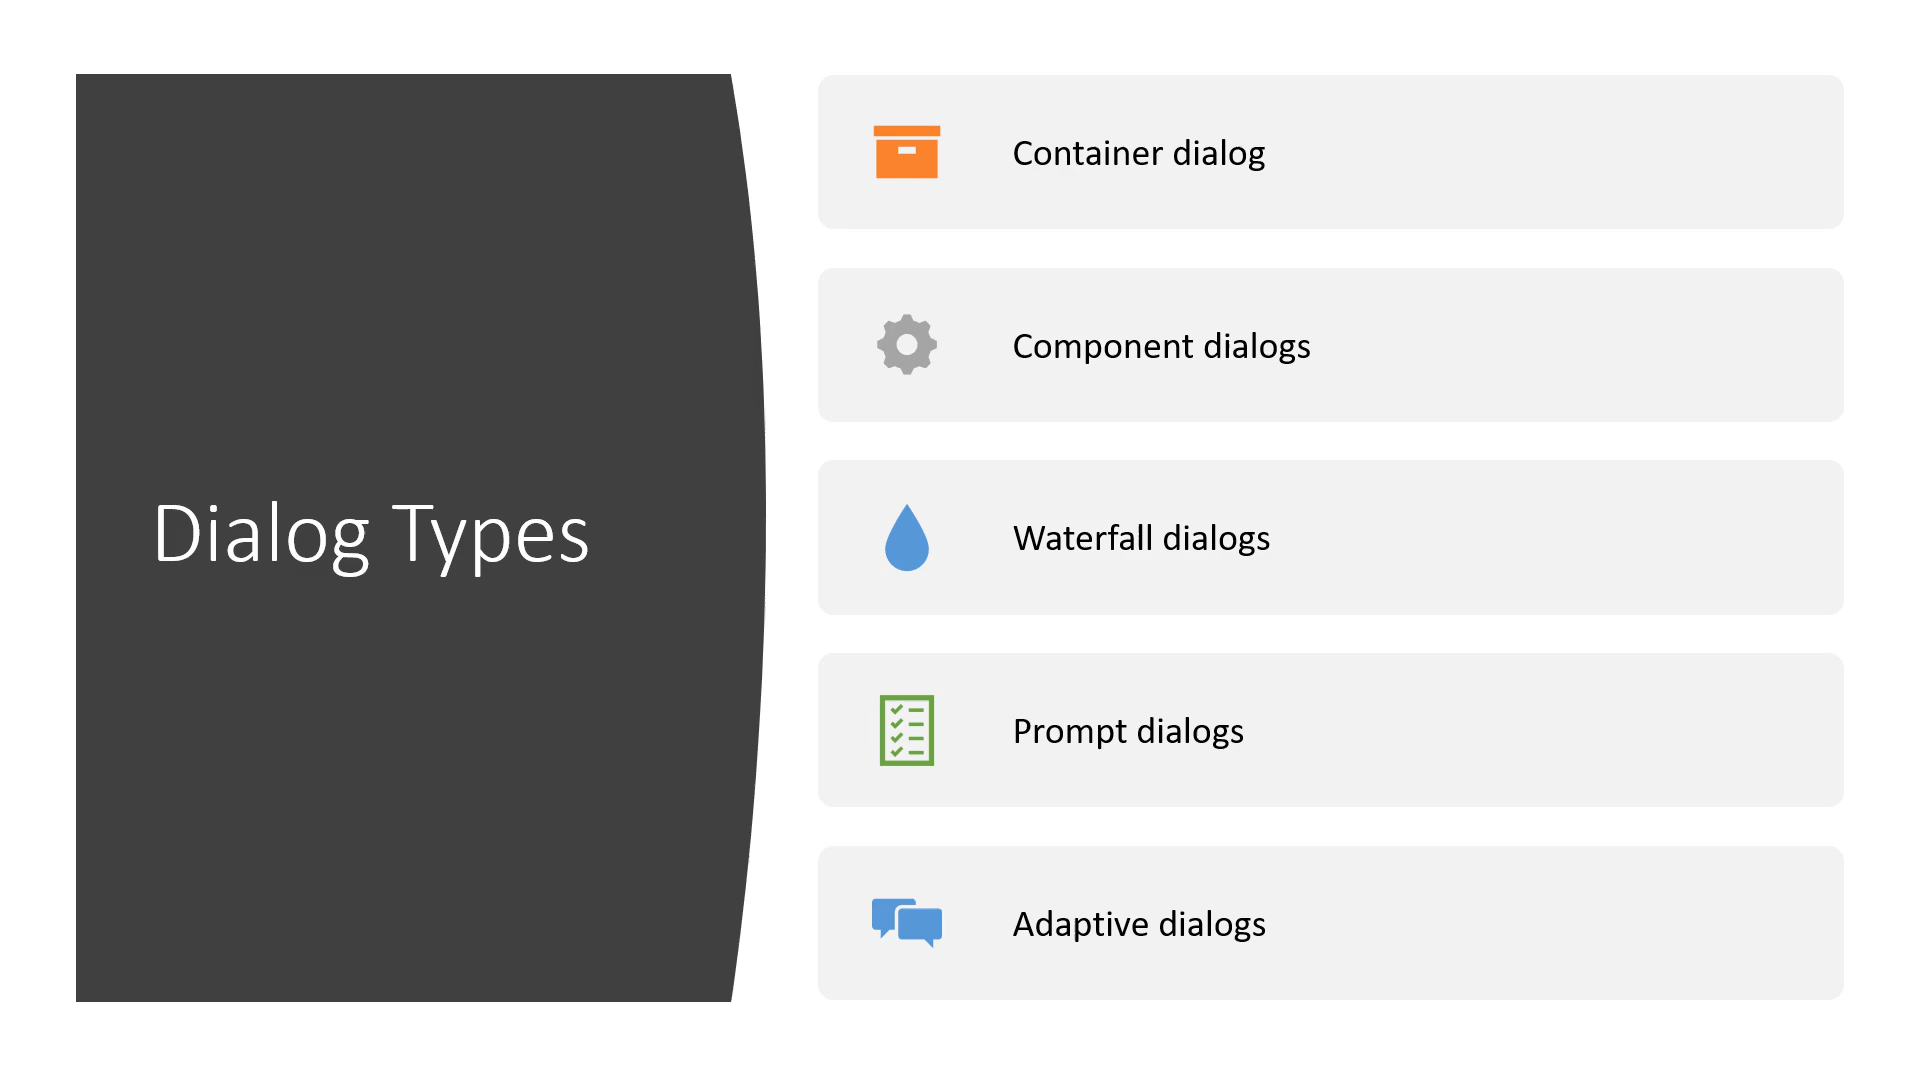 Dialog Types
Container dialog
Component dialogs
Waterfall dialogs
Prompt dialogs
Adaptive dialogs